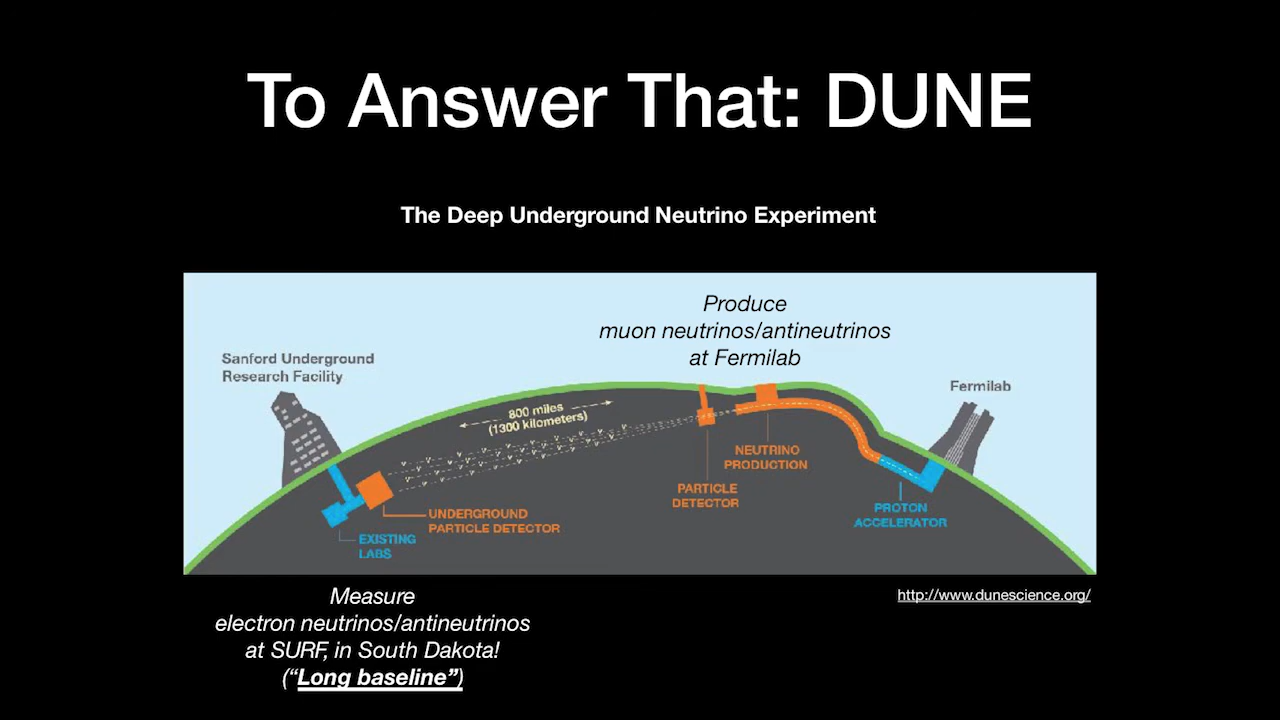 To Answer That: DUNE
The Deep Underground Neutrino Experiment
Produce
muon neutrinos/antineutrinos
at Fermilab
Sanford Underground
Research Facility
Fermilab
800 miles
(1300 kilometers)
NEUTRINO
PRODUCTION
PARTICLE
DETECTOR
PROTON
ACCELERATOR
UNDERGROUND
PARTICLE DETECTOR
EXISTING
LABS
Measure
electron neutrinos/antineutrinos
at SURF, in South Dakota!
(“Long baseline”)
http://www.dunescience.org/